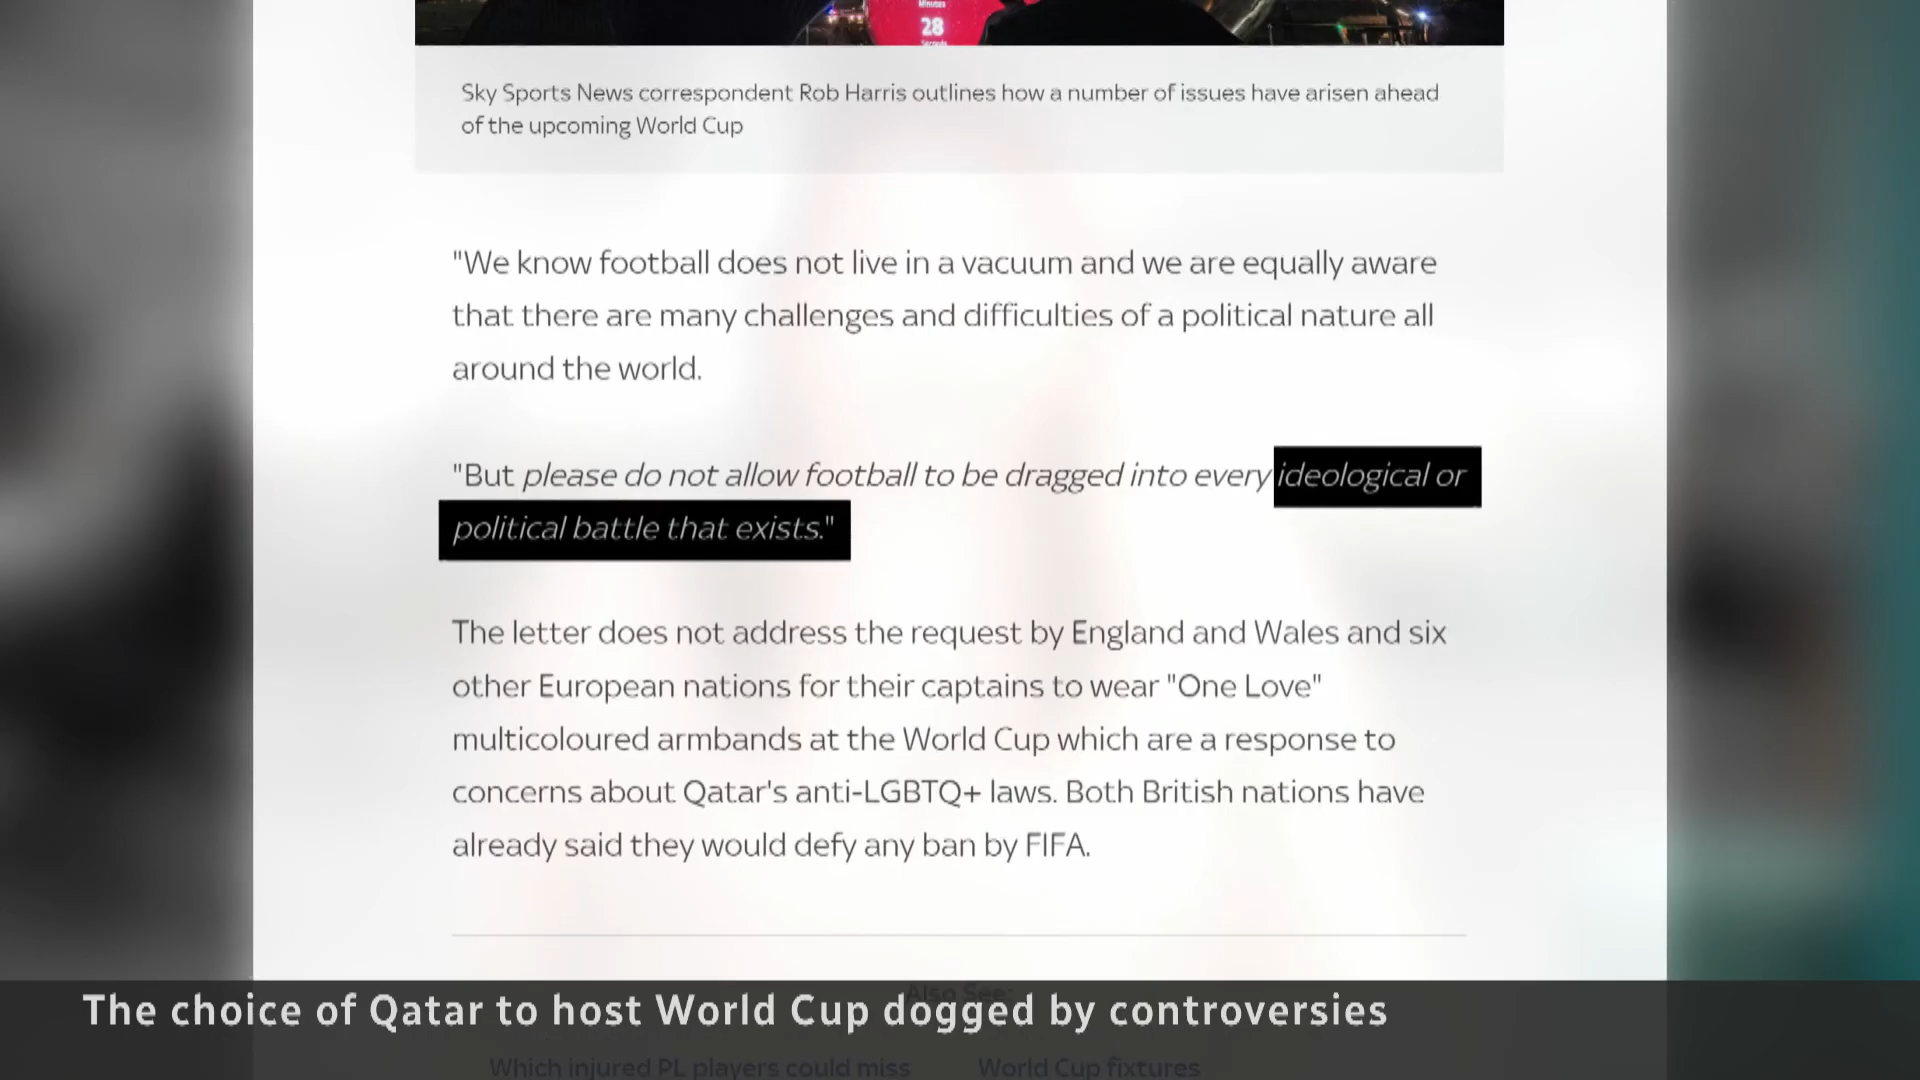 Minutes
28
Seconds
Sky Sports News correspondent Rob Harris outlines how a number of issues have arisen ahead
of the upcoming World Cup
"We know football does not live in a vacuum and we are equally aware
that there are many challenges and difficulties of a political nature all
around the world.
"But please do not allow football to be dragged into every ideological or
political battle that exists."
The letter does not address the request by England and Wales and six
other European nations for their captains to wear "One Love"
multicoloured armbands at the World Cup which are a response to
concerns about Qatar's anti-LGBTQ+ laws. Both British nations have
already said they would defy any ban by FIFA.
Also See:
The choice of Qatar to host World Cup dogged by controversies
Which injured PL players could miss
World Cup fixtures